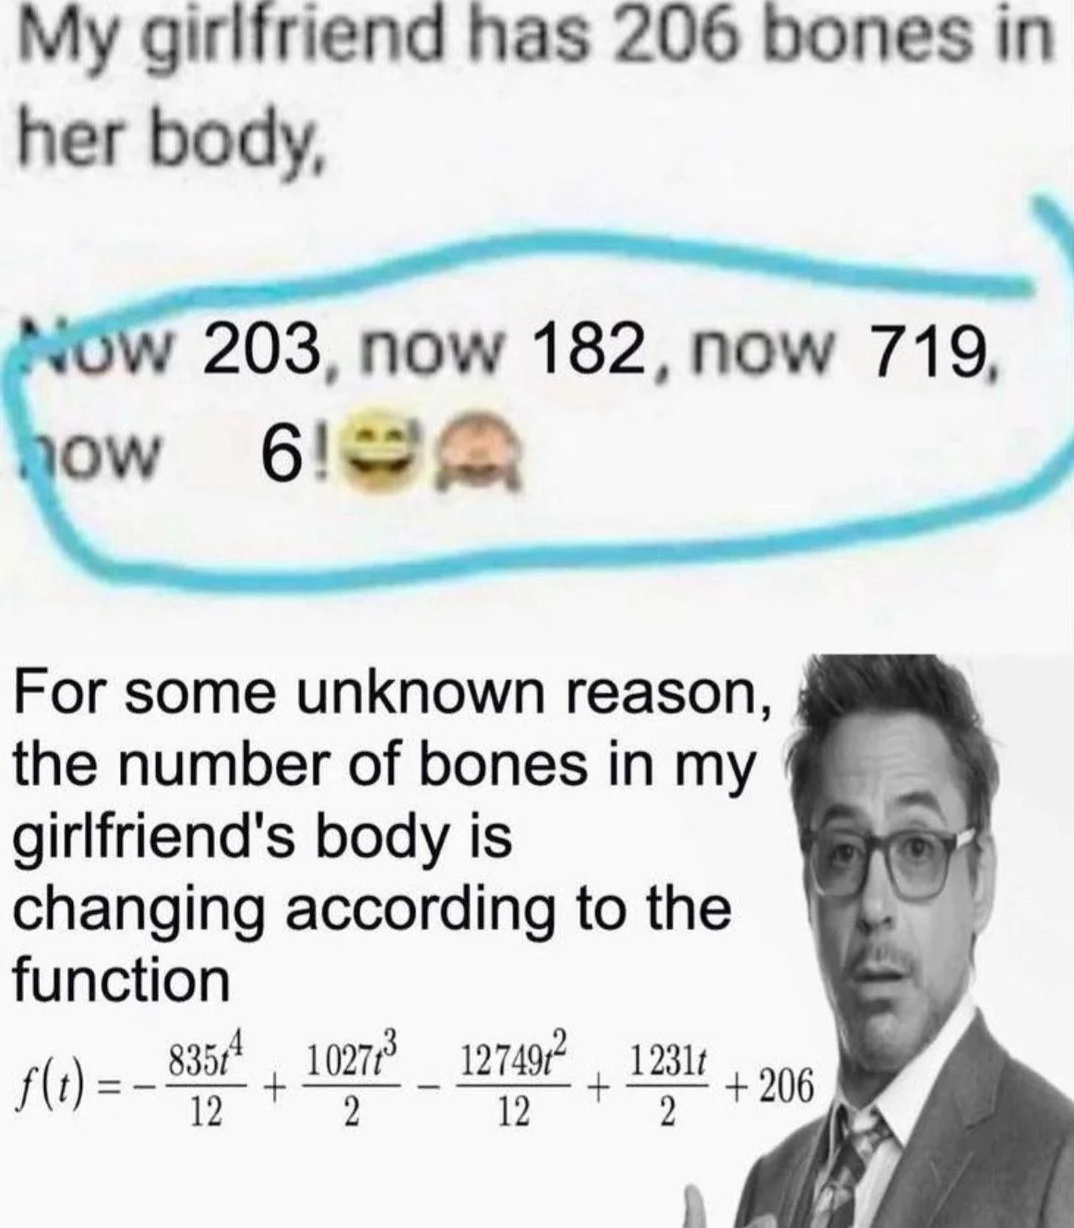 My girlfriend has 206 bones in
her body,
Now 203, now 182, now 719,
now 6!😄🙈
For some unknown reason,
the number of bones in my
girlfriend's body is
changing according to the
function
f(t) = − 835t⁴/12 + 1027t³/2 − 12749t²/12 + 1231t/2 + 206